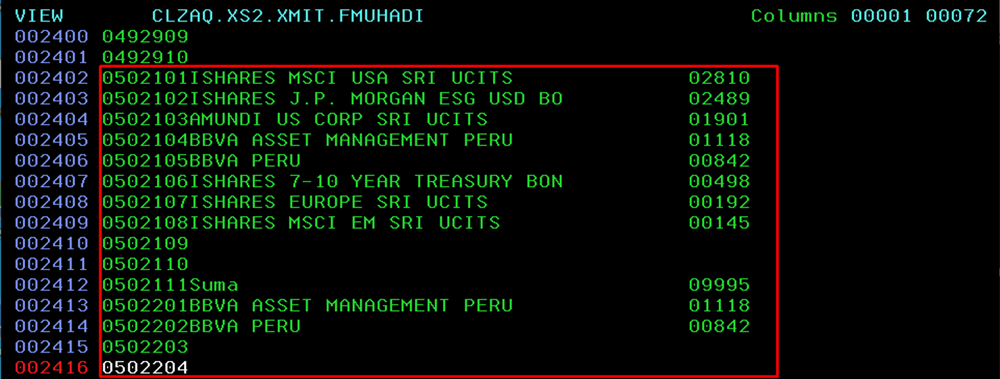 VIEW CLZAQ.XS2.XMIT.FMUHADI Columns 00001 00072
002400 0492909
002401 0492910
002402 0502101ISHARES MSCI USA SRI UCITS 02810
002403 0502102ISHARES J.P. MORGAN ESG USD BO 02489
002404 0502103AMUNDI US CORP SRI UCITS 01901
002405 0502104BBVA ASSET MANAGEMENT PERU 01118
002406 0502105BBVA PERU 00842
002407 0502106ISHARES 7-10 YEAR TREASURY BON 00498
002408 0502107ISHARES EUROPE SRI UCITS 00192
002409 0502108ISHARES MSCI EM SRI UCITS 00145
002410 0502109
002411 0502110
002412 0502111Suma 09995
002413 0502201BBVA ASSET MANAGEMENT PERU 01118
002414 0502202BBVA PERU 00842
002415 0502203
002416 0502204